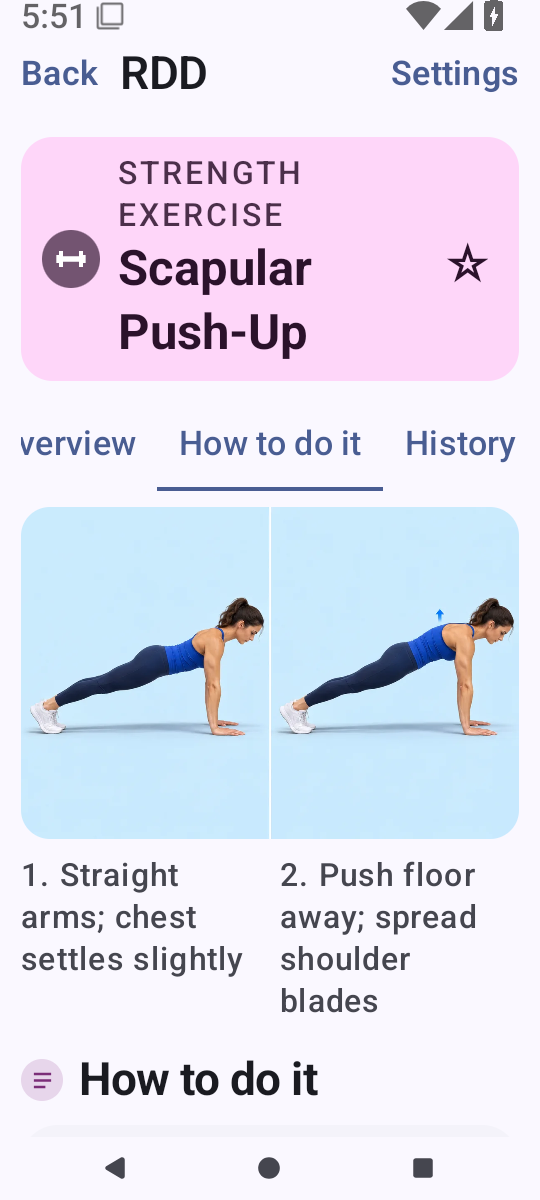 5:51
Back RDD Settings
STRENGTH
EXERCISE
Scapular
Push-Up
verview How to do it History
1. Straight
arms; chest
settles slightly
2. Push floor
away; spread
shoulder
blades
How to do it